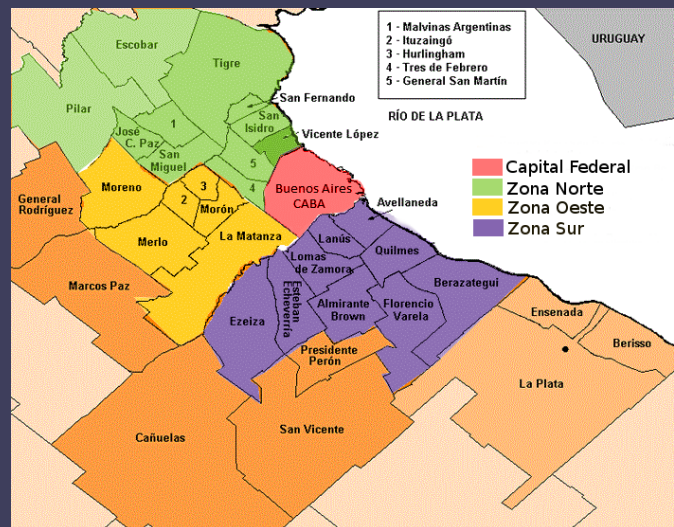 1 - Malvinas Argentinas
2 - Ituzaingó
3 - Hurlingham
4 - Tres de Febrero
5 - General San Martín
URUGUAY
RÍO DE LA PLATA
Escobar
Tigre
Pilar
San Fernando
San
Isidro
Vicente López
José
C. Paz
1
San
Miguel
5
4
Capital Federal
Zona Norte
Zona Oeste
Zona Sur
Buenos Aires
CABA
Avellaneda
General
Rodríguez
Moreno
3
2
Morón
Merlo
La Matanza
Marcos Paz
Lanús
Lomas
de Zamora
Quilmes
Berazategui
Ezeiza
Esteban
Echeverría
Almirante
Brown
Florencio
Varela
Presidente
Perón
Ensenada
Berisso
La Plata
Cañuelas
San Vicente